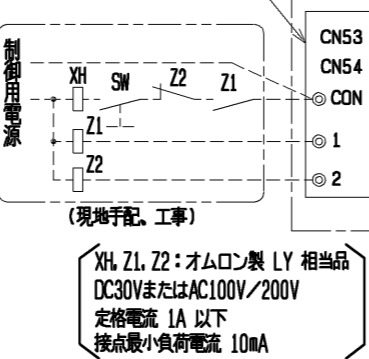 CN53
CN54
制御用電源
XH
SW
Z2
Z1
CON
Z1
1
Z2
2
(現地手配、工事)
XH, Z1, Z2:オムロン製 LY 相当品
DC30VまたはAC100V/200V
定格電流 1A 以下
接点最小負荷電流 10mA